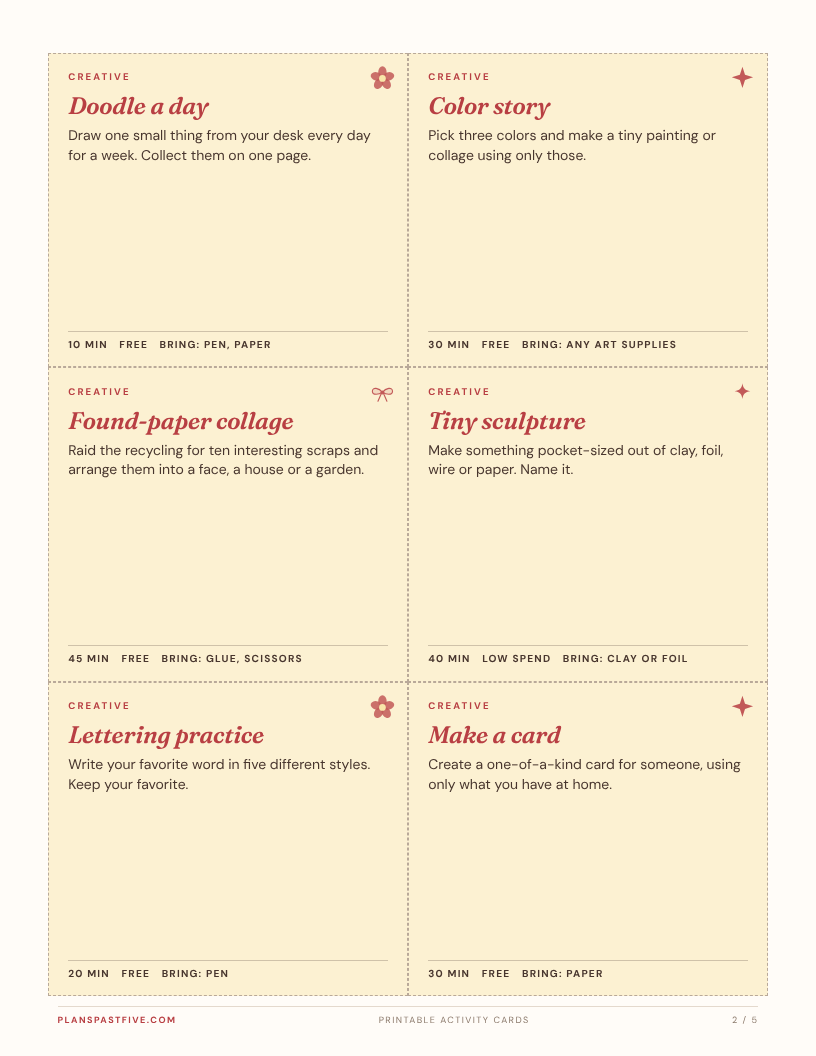 CREATIVE
Doodle a day
Draw one small thing from your desk every day
for a week. Collect them on one page.
10 MIN FREE BRING: PEN, PAPER
CREATIVE
Color story
Pick three colors and make a tiny painting or
collage using only those.
30 MIN FREE BRING: ANY ART SUPPLIES
CREATIVE
Found-paper collage
Raid the recycling for ten interesting scraps and
arrange them into a face, a house or a garden.
45 MIN FREE BRING: GLUE, SCISSORS
CREATIVE
Tiny sculpture
Make something pocket-sized out of clay, foil,
wire or paper. Name it.
40 MIN LOW SPEND BRING: CLAY OR FOIL
CREATIVE
Lettering practice
Write your favorite word in five different styles.
Keep your favorite.
20 MIN FREE BRING: PEN
CREATIVE
Make a card
Create a one-of-a-kind card for someone, using
only what you have at home.
30 MIN FREE BRING: PAPER
PLANSPASTFIVE.COM
PRINTABLE ACTIVITY CARDS
2 / 5